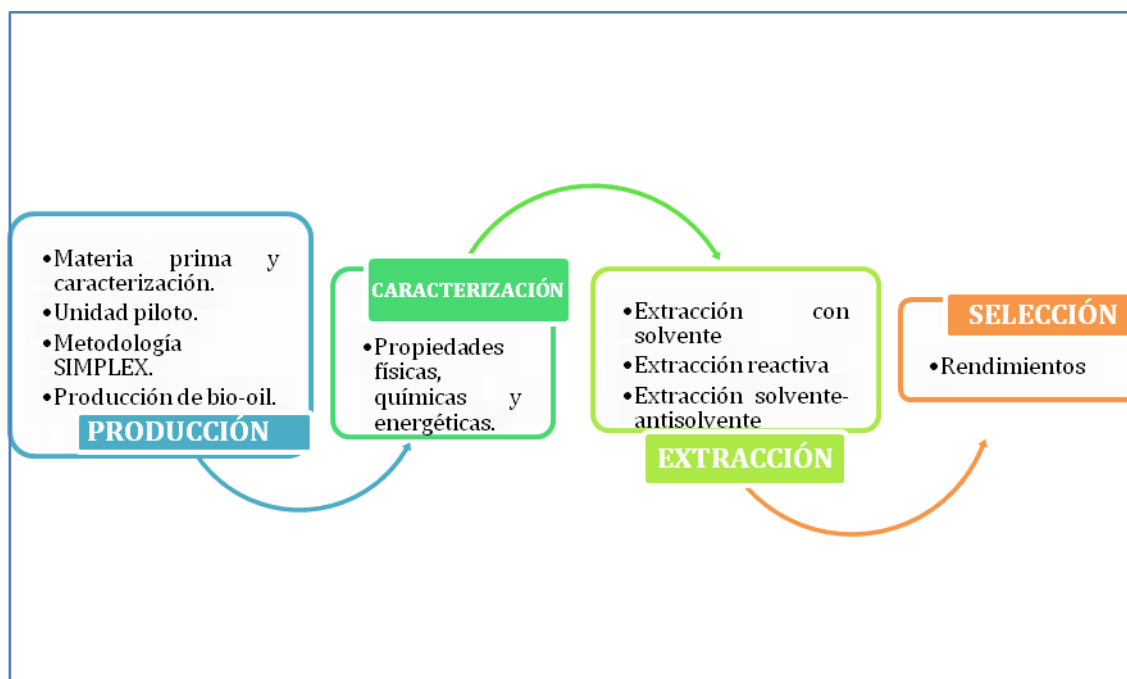 •Materia prima y
caracterización.
•Unidad piloto.
•Metodología
SIMPLEX.
•Producción de bio-oil.
PRODUCCIÓN
CARACTERIZACIÓN
•Propiedades
físicas,
químicas y
energéticas.
•Extracción con
solvente
•Extracción reactiva
•Extracción solvente-
antisolvente
EXTRACCIÓN
SELECCIÓN
•Rendimientos